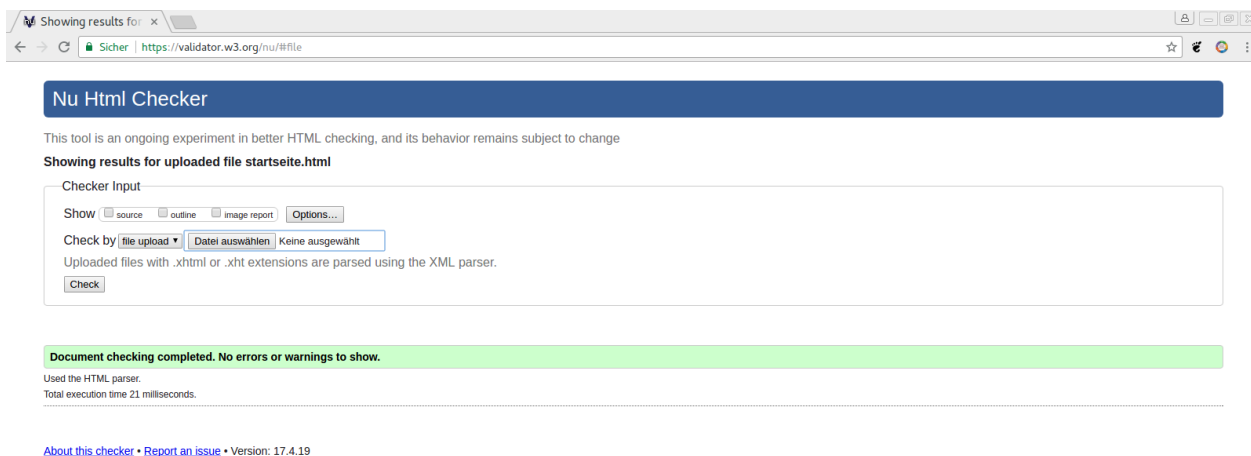 Showing results for
Sicher https://validator.w3.org/nu/#file
Nu Html Checker
This tool is an ongoing experiment in better HTML checking, and its behavior remains subject to change
Showing results for uploaded file startseite.html
Checker Input
Show source outline image report Options...
Check by file upload Datei auswählen Keine ausgewählt
Uploaded files with .xhtml or .xht extensions are parsed using the XML parser.
Check
Document checking completed. No errors or warnings to show.
Used the HTML parser.
Total execution time 21 milliseconds.
About this checker • Report an issue • Version: 17.4.19